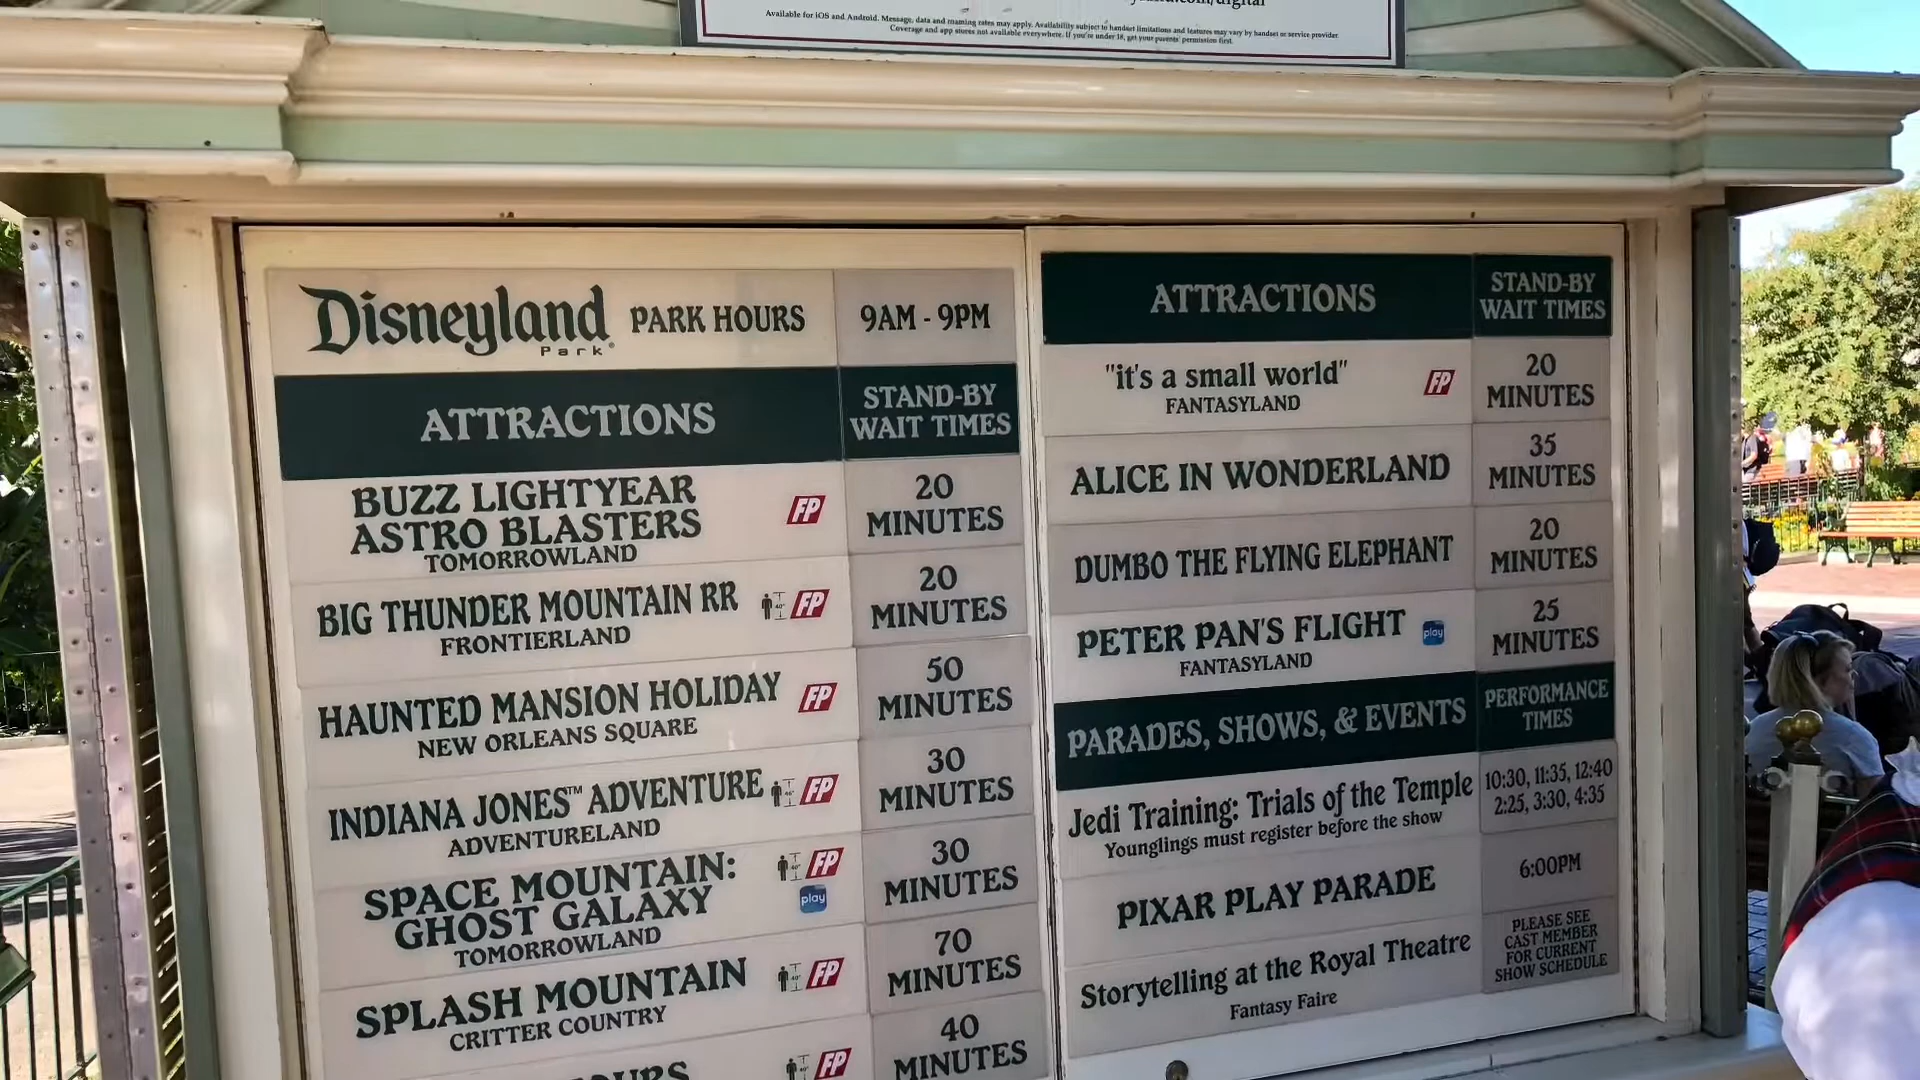 Available for iOS and Android. Message, data and roaming rates may apply. Availability subject to handset limitations and features may vary by handset or service provider.
Coverage and app stores not available everywhere. If you're under 18, get your parents' permission first.
Disneyland Park PARK HOURS 9AM - 9PM
ATTRACTIONS
STAND-BY
WAIT TIMES
BUZZ LIGHTYEAR
ASTRO BLASTERS
TOMORROWLAND
FP
20
MINUTES
BIG THUNDER MOUNTAIN RR
FRONTIERLAND
40"
FP
20
MINUTES
HAUNTED MANSION HOLIDAY
NEW ORLEANS SQUARE
FP
50
MINUTES
INDIANA JONES™ ADVENTURE
ADVENTURELAND
46"
FP
30
MINUTES
SPACE MOUNTAIN:
GHOST GALAXY
TOMORROWLAND
40"
FP
play
30
MINUTES
SPLASH MOUNTAIN
CRITTER COUNTRY
40"
FP
70
MINUTES
FP
40
MINUTES
ATTRACTIONS
STAND-BY
WAIT TIMES
"it's a small world"
FANTASYLAND
FP
20
MINUTES
ALICE IN WONDERLAND
35
MINUTES
DUMBO THE FLYING ELEPHANT
20
MINUTES
PETER PAN'S FLIGHT
FANTASYLAND
play
25
MINUTES
PARADES, SHOWS, & EVENTS
PERFORMANCE
TIMES
Jedi Training: Trials of the Temple
Younglings must register before the show
10:30, 11:35, 12:40
2:25, 3:30, 4:35
PIXAR PLAY PARADE
6:00PM
Storytelling at the Royal Theatre
Fantasy Faire
PLEASE SEE
CAST MEMBER
FOR CURRENT
SHOW SCHEDULE